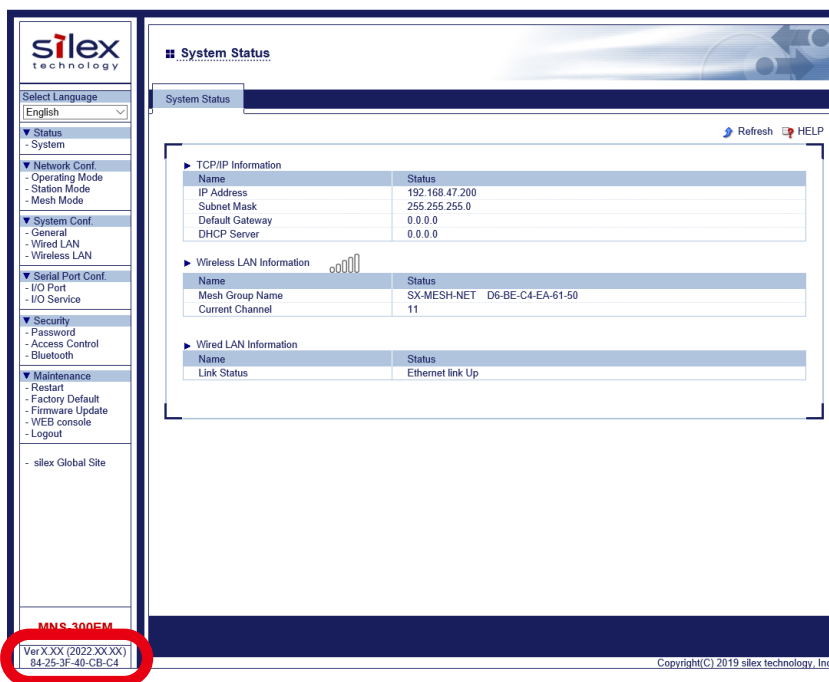 silex
technology
System Status
Select Language
English
System Status
Refresh HELP
▼ Status
- System
▼ Network Conf.
- Operating Mode
- Station Mode
- Mesh Mode
▼ System Conf.
- General
- Wired LAN
- Wireless LAN
▼ Serial Port Conf.
- I/O Port
- I/O Service
▼ Security
- Password
- Access Control
- Bluetooth
▼ Maintenance
- Restart
- Factory Default
- Firmware Update
- WEB console
- Logout
- silex Global Site
► TCP/IP Information
Name Status
IP Address 192.168.47.200
Subnet Mask 255.255.255.0
Default Gateway 0.0.0.0
DHCP Server 0.0.0.0
► Wireless LAN Information
Name Status
Mesh Group Name SX-MESH-NET D6-BE-C4-EA-61-50
Current Channel 11
► Wired LAN Information
Name Status
Link Status Ethernet link Up
MNS-300EM
Ver X.XX (2022.XX.XX)
84-25-3F-40-CB-C4
Copyright(C) 2019 silex technology, Inc